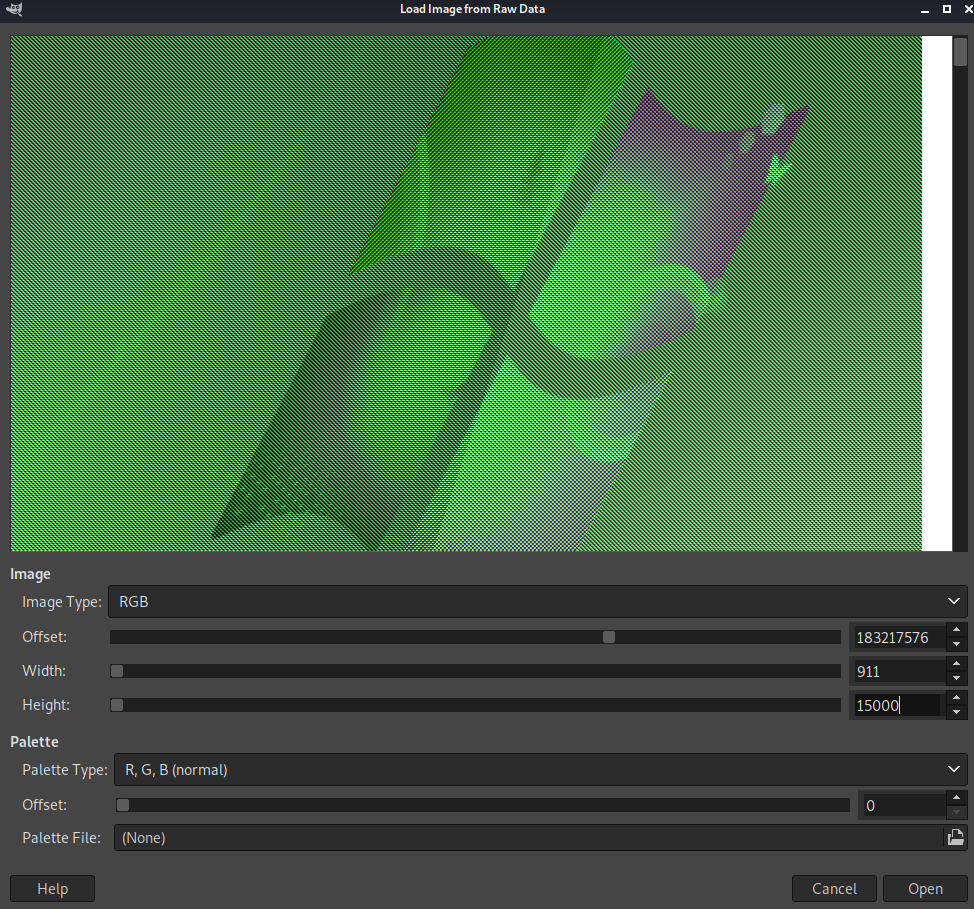 Load Image from Raw Data
Image
Image Type: RGB
Offset: 183217576
Width: 911
Height: 15000
Palette
Palette Type: R, G, B (normal)
Offset: 0
Palette File: (None)
Help Cancel Open